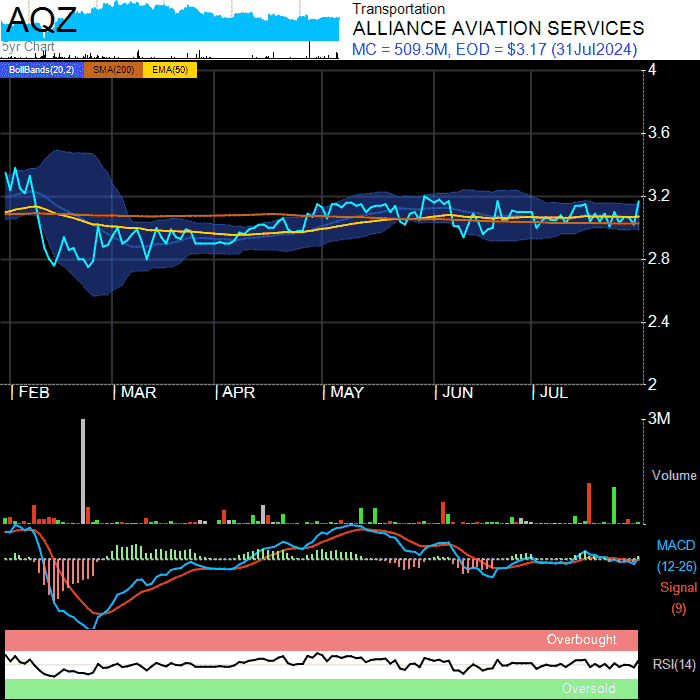 AQZ
5yr Chart
Transportation
ALLIANCE AVIATION SERVICES
MC = 509.5M, EOD = $3.17 (31Jul2024)
BollBands(20,2) SMA(200) EMA(50)
4
3.6
3.2
2.8
2.4
2
FEB MAR APR MAY JUN JUL
3M
Volume
MACD
(12-26)
Signal
(9)
Overbought
RSI(14)
Oversold